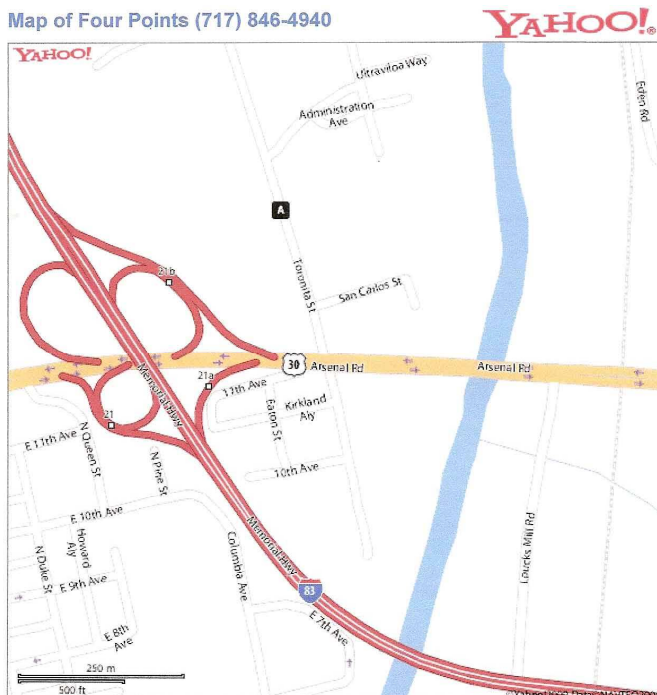 Map of Four Points (717) 846-4940
YAHOO!
YAHOO!
Ultraviloa Way
Administration
Ave
Eden Rd
A
21b
Toronita St
San Carlos St
30
Arsenal Rd
Arsenal Rd
21a
11th Ave
Memorial Hwy
Kirkland
Aly
Eaton St
21
E 11th Ave
N Queen St
N Pine St
10th Ave
E 10th Ave
Howard
Aly
N Duke St
Columbia Ave
Memorial Hwy
Loucks Mill Rd
E 9th Ave
83
E 7th Ave
E 8th
Ave
250 m
500 ft